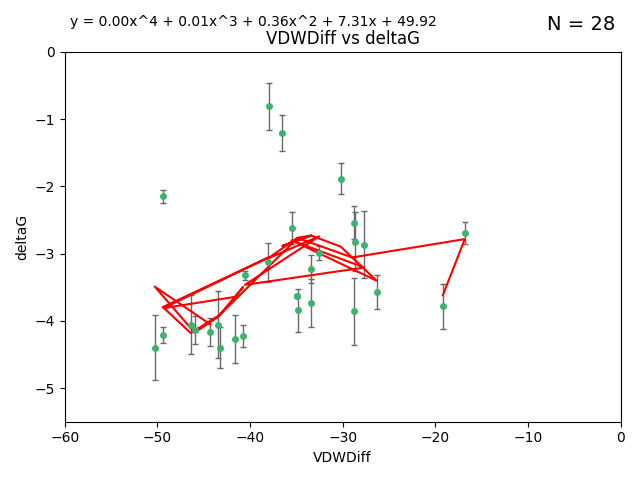 y = 0.00x^4 + 0.01x^3 + 0.36x^2 + 7.31x + 49.92
N = 28
VDWDiff vs deltaG
0
−1
−2
−3
−4
−5
deltaG
−60 −50 −40 −30 −20 −10 0
VDWDiff